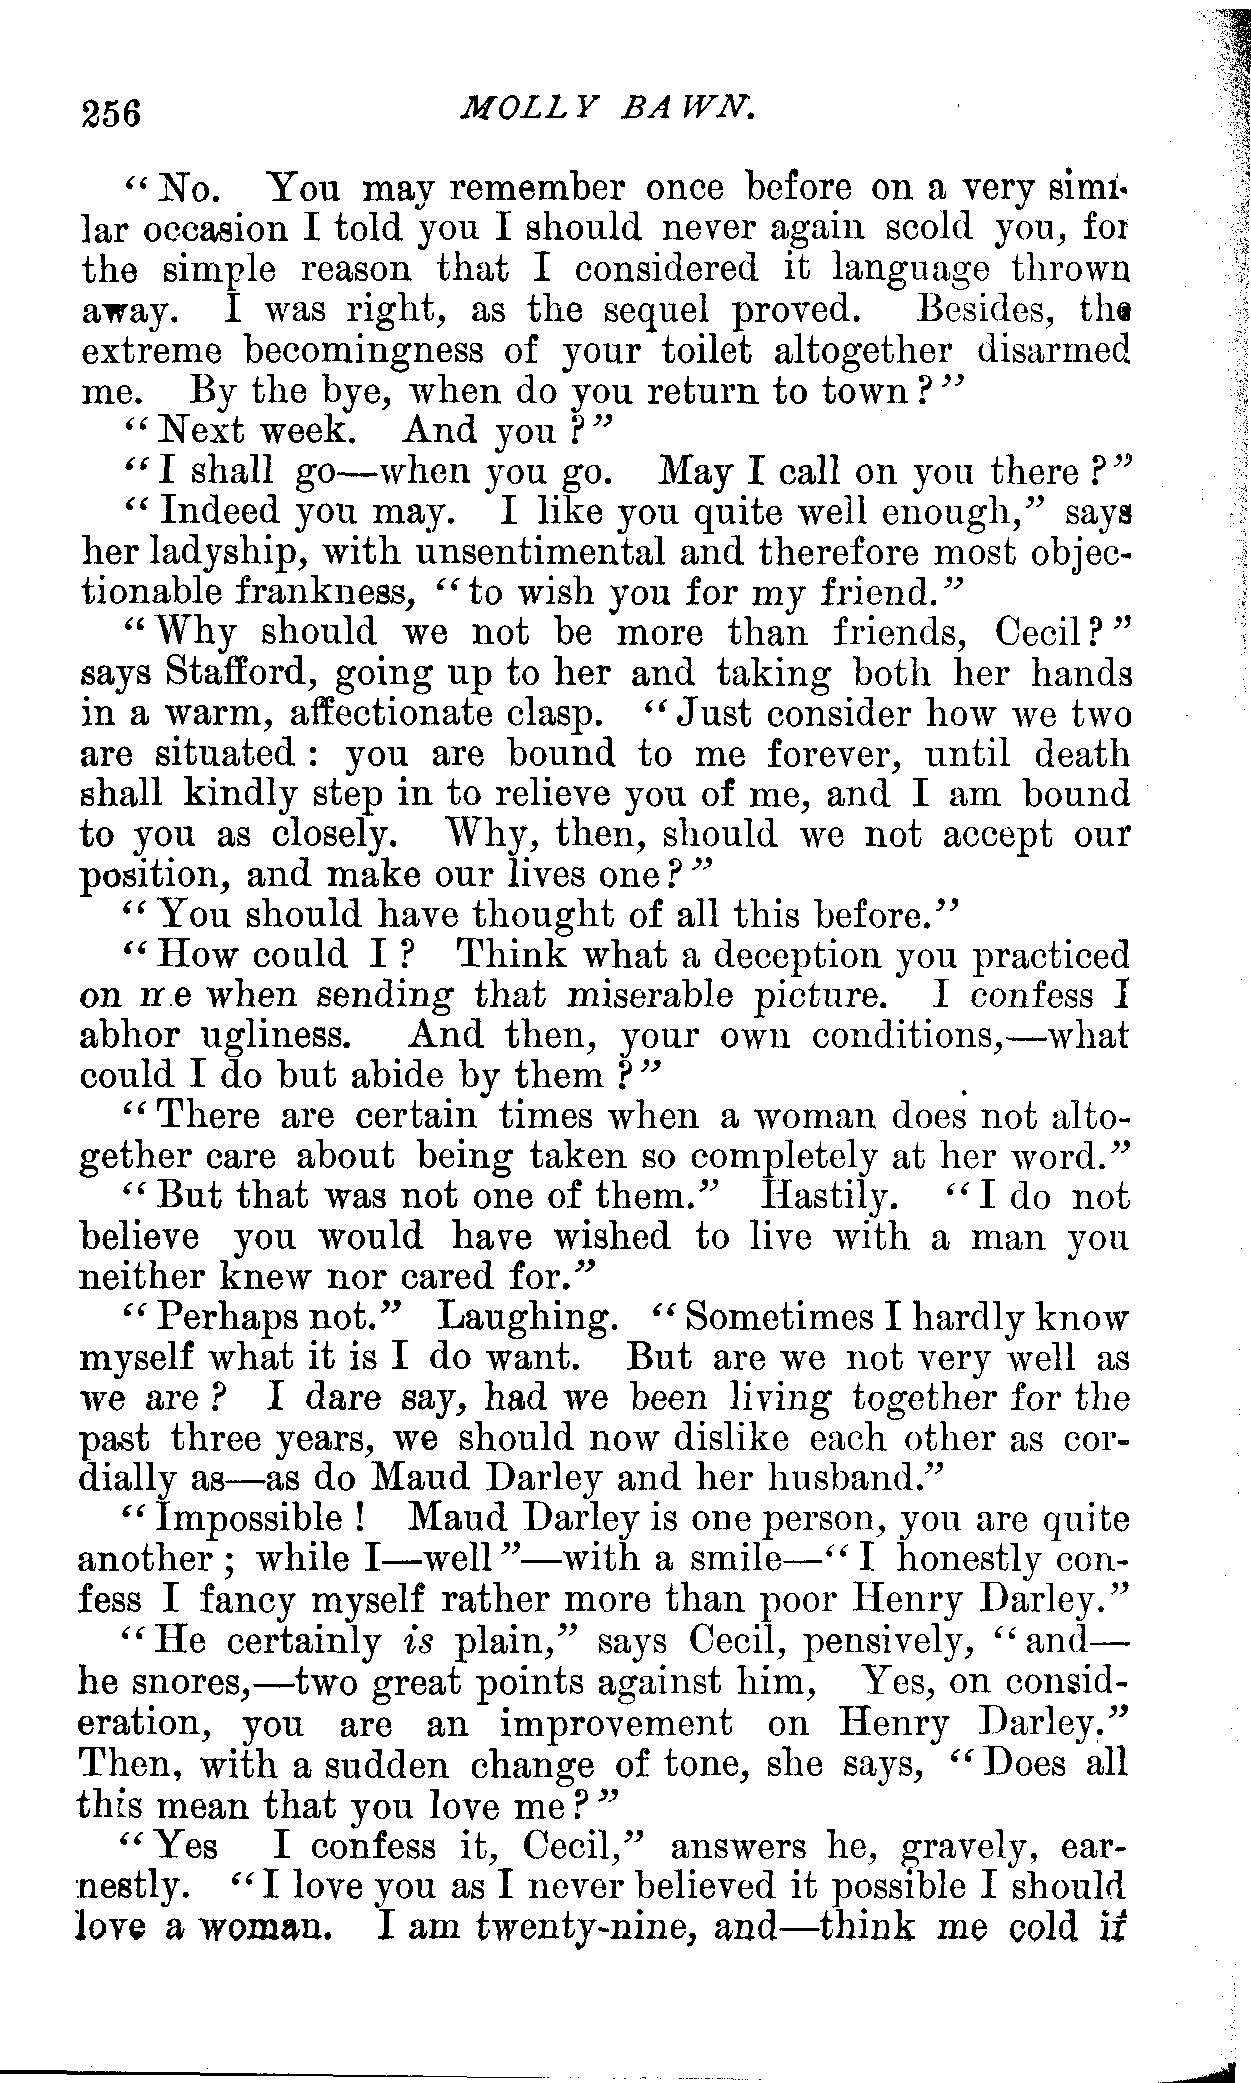 256 MOLLY BAWN.
"No. You may remember once before on a very simi-
lar occasion I told you I should never again scold you, for
the simple reason that I considered it language thrown
away. I was right, as the sequel proved. Besides, the
extreme becomingness of your toilet altogether disarmed
me. By the bye, when do you return to town?"
"Next week. And you?"
"I shall go—when you go. May I call on you there?"
"Indeed you may. I like you quite well enough," says
her ladyship, with unsentimental and therefore most objec-
tionable frankness, "to wish you for my friend."
"Why should we not be more than friends, Cecil?"
says Stafford, going up to her and taking both her hands
in a warm, affectionate clasp. "Just consider how we two
are situated: you are bound to me forever, until death
shall kindly step in to relieve you of me, and I am bound
to you as closely. Why, then, should we not accept our
position, and make our lives one?"
"You should have thought of all this before."
"How could I? Think what a deception you practiced
on me when sending that miserable picture. I confess I
abhor ugliness. And then, your own conditions,—what
could I do but abide by them?"
"There are certain times when a woman does not alto-
gether care about being taken so completely at her word."
"But that was not one of them." Hastily. "I do not
believe you would have wished to live with a man you
neither knew nor cared for."
"Perhaps not." Laughing. "Sometimes I hardly know
myself what it is I do want. But are we not very well as
we are? I dare say, had we been living together for the
past three years, we should now dislike each other as cor-
dially as—as do Maud Darley and her husband."
"Impossible! Maud Darley is one person, you are quite
another; while I—well"—with a smile—"I honestly con-
fess I fancy myself rather more than poor Henry Darley."
"He certainly is plain," says Cecil, pensively, "and—
he snores,—two great points against him, Yes, on consid-
eration, you are an improvement on Henry Darley."
Then, with a sudden change of tone, she says, "Does all
this mean that you love me?"
"Yes I confess it, Cecil," answers he, gravely, ear-
nestly. "I love you as I never believed it possible I should
love a woman. I am twenty-nine, and—think me cold if